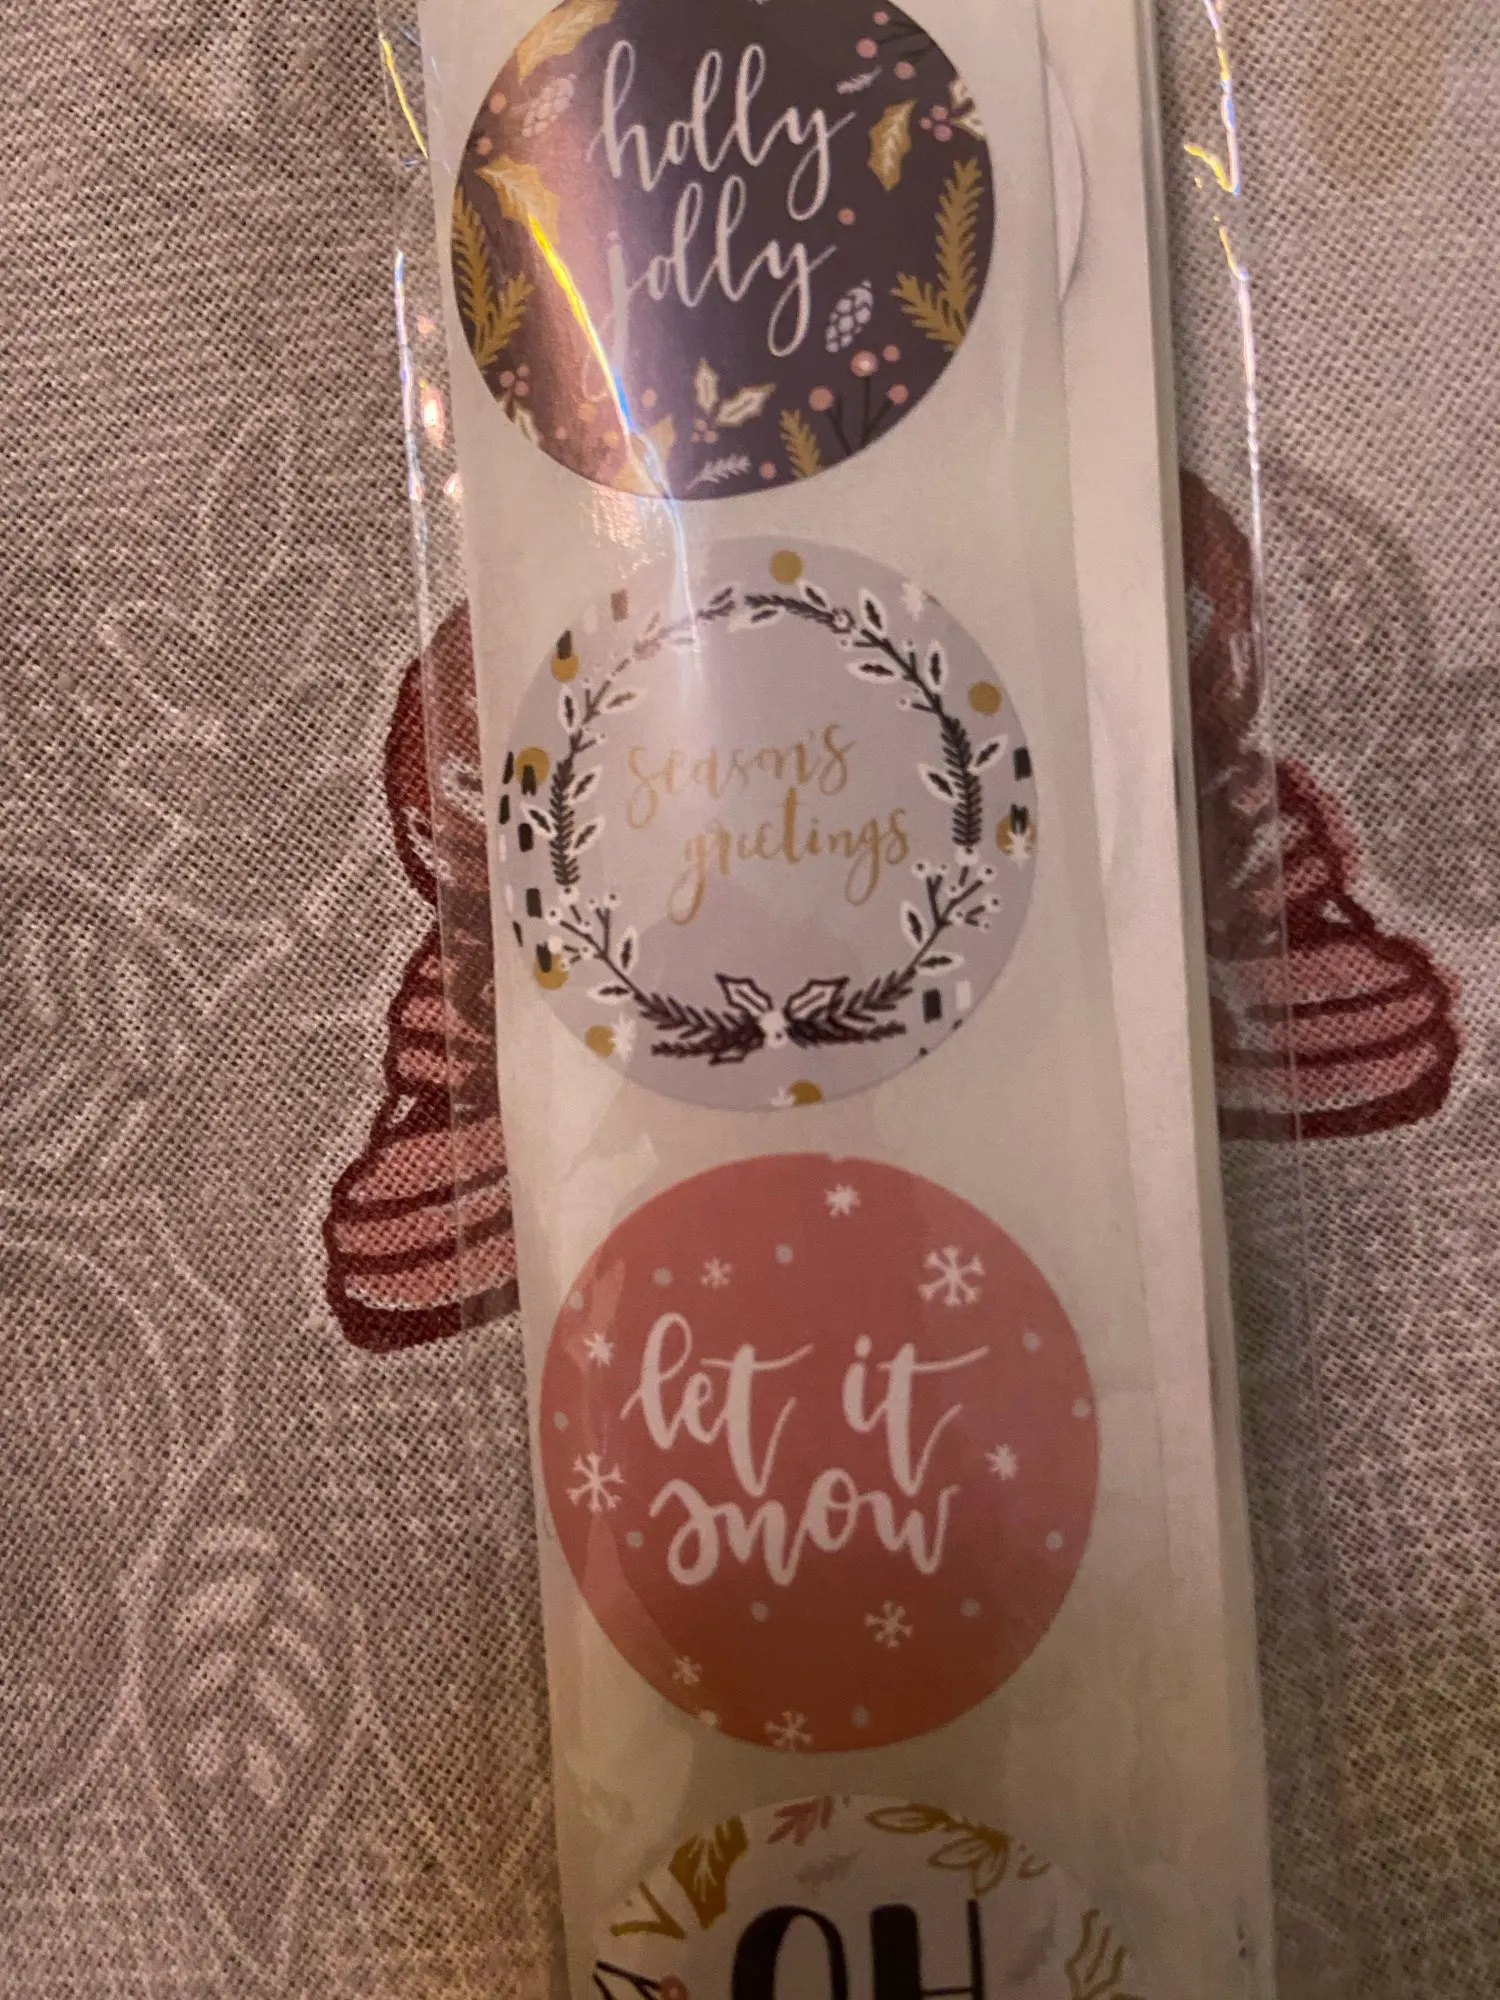 holly
jolly
season's
greetings
let it
snow
OH